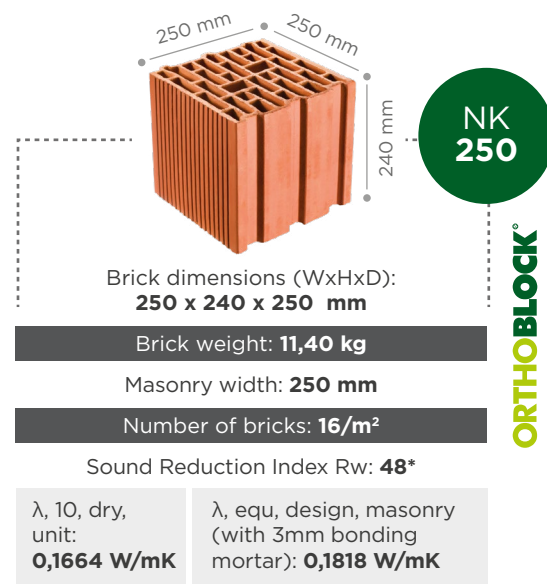 250 mm
250 mm
240 mm
NK
250
Brick dimensions (WxHxD):
250 x 240 x 250 mm
ORTHOBLOCK®
Brick weight: 11,40 kg
Masonry width: 250 mm
Number of bricks: 16/m²
Sound Reduction Index Rw: 48*
λ, 10, dry,
unit:
0,1664 W/mK
λ, equ, design, masonry
(with 3mm bonding
mortar): 0,1818 W/mK